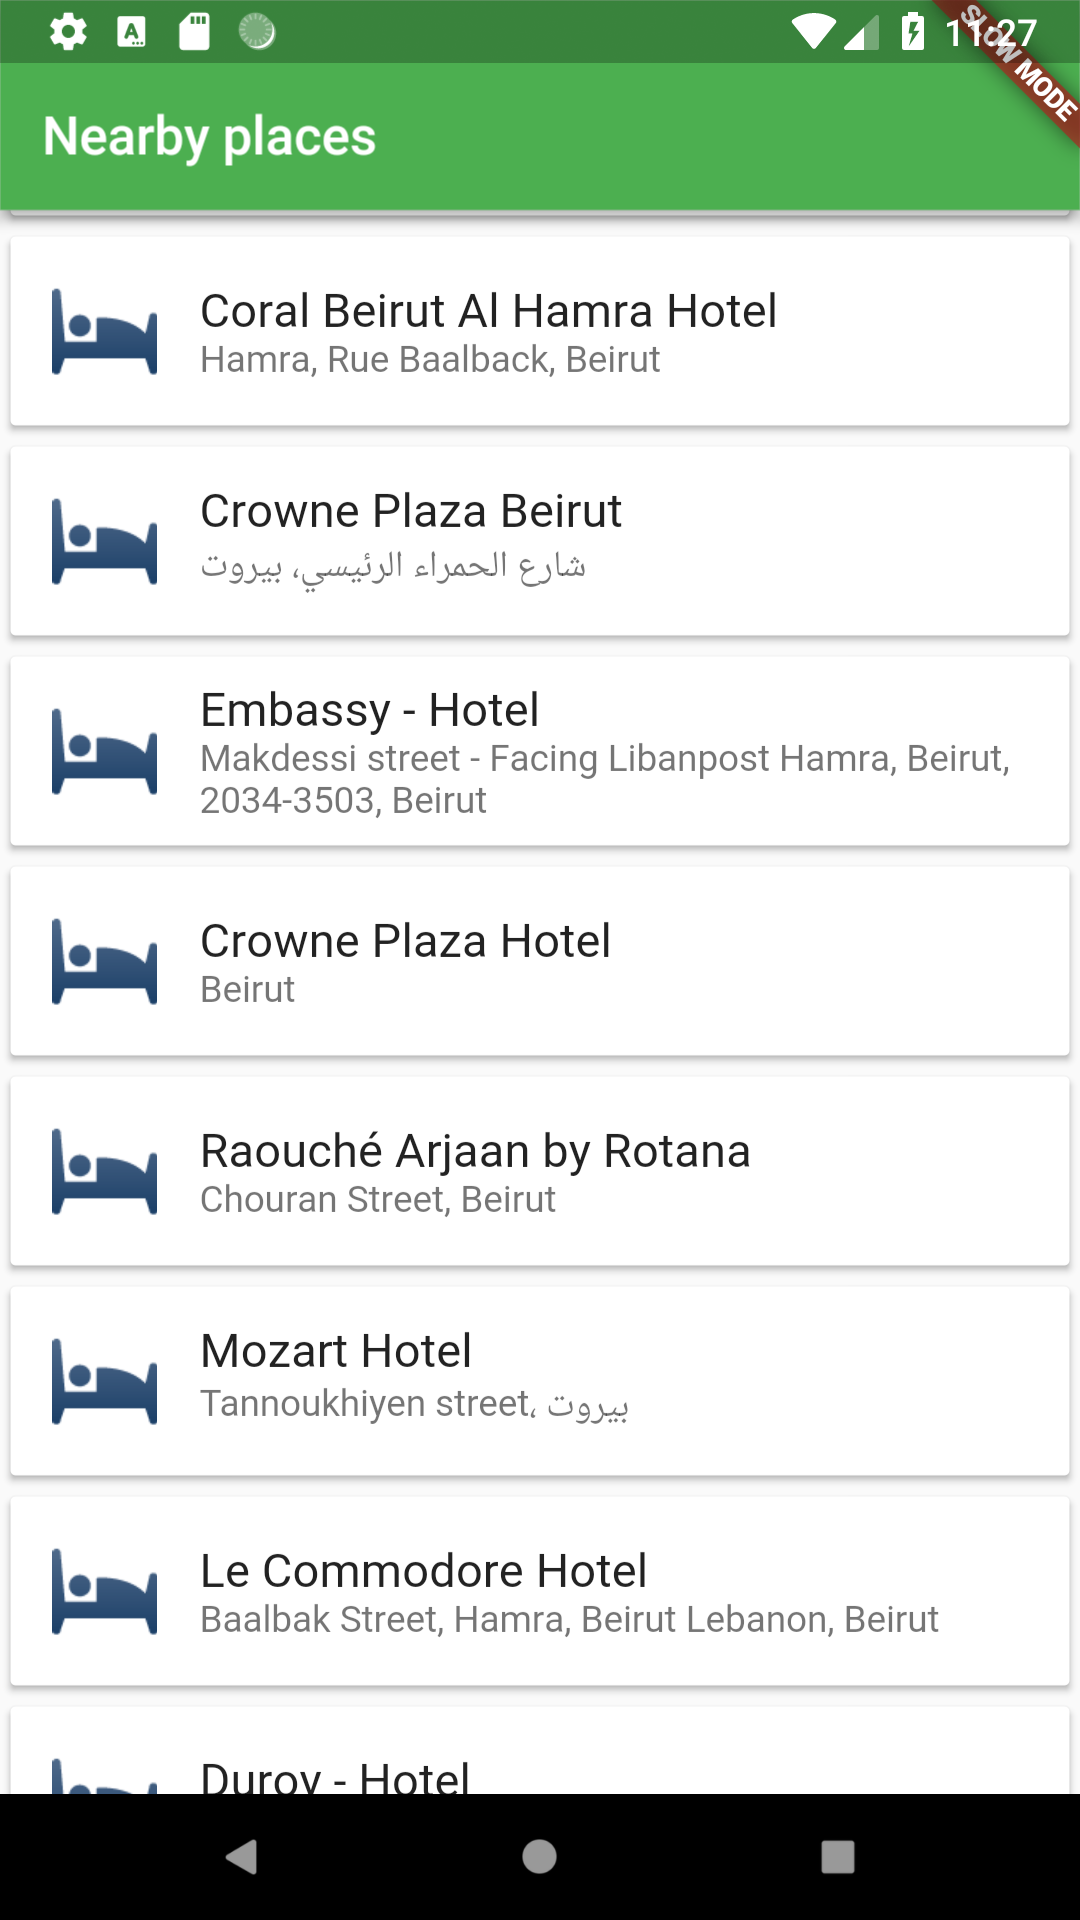 11:27
SLOW MODE
Nearby places
Coral Beirut Al Hamra Hotel
Hamra, Rue Baalback, Beirut
Crowne Plaza Beirut
شارع الحمراء الرئيسي، بيروت
Embassy - Hotel
Makdessi street - Facing Libanpost Hamra, Beirut,
2034-3503, Beirut
Crowne Plaza Hotel
Beirut
Raouché Arjaan by Rotana
Chouran Street, Beirut
Mozart Hotel
Tannoukhiyen street، بيروت
Le Commodore Hotel
Baalbak Street, Hamra, Beirut Lebanon, Beirut
Duroy - Hotel